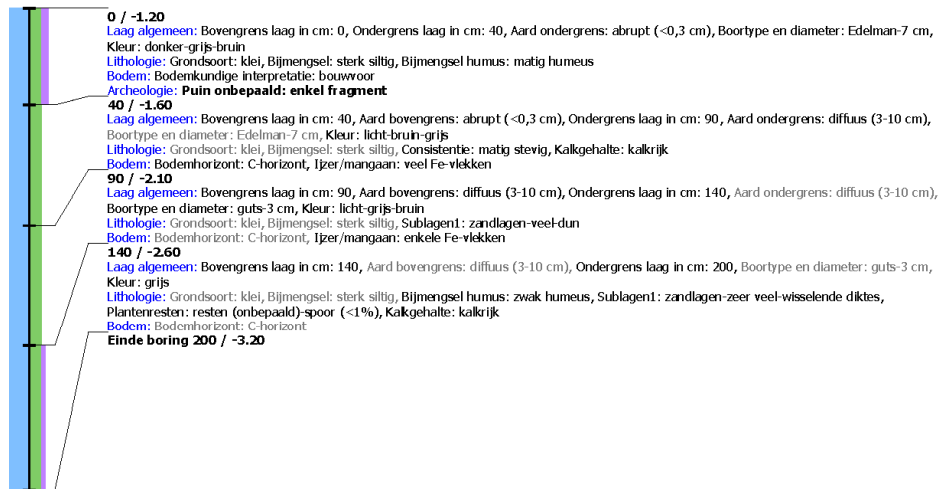 0 / -1.20
Laag algemeen: Bovengrens laag in cm: 0, Ondergrens laag in cm: 40, Aard ondergrens: abrupt (<0,3 cm), Boortype en diameter: Edelman-7 cm,
Kleur: donker-grijs-bruin
Lithologie: Grondsoort: klei, Bijmengsel: sterk siltig, Bijmengsel humus: matig humeus
Bodem: Bodemkundige interpretatie: bouwvoor
Archeologie: Puin onbepaald: enkel fragment
40 / -1.60
Laag algemeen: Bovengrens laag in cm: 40, Aard bovengrens: abrupt (<0,3 cm), Ondergrens laag in cm: 90, Aard ondergrens: diffuus (3-10 cm),
Boortype en diameter: Edelman-7 cm, Kleur: licht-bruin-grijs
Lithologie: Grondsoort: klei, Bijmengsel: sterk siltig, Consistentie: matig stevig, Kalkgehalte: kalkrijk
Bodem: Bodemhorizont: C-horizont, Ijzer/mangaan: veel Fe-vlekken
90 / -2.10
Laag algemeen: Bovengrens laag in cm: 90, Aard bovengrens: diffuus (3-10 cm), Ondergrens laag in cm: 140, Aard ondergrens: diffuus (3-10 cm),
Boortype en diameter: guts-3 cm, Kleur: licht-grijs-bruin
Lithologie: Grondsoort: klei, Bijmengsel: sterk siltig, Sublagen1: zandlagen-veel-dun
Bodem: Bodemhorizont: C-horizont, Ijzer/mangaan: enkele Fe-vlekken
140 / -2.60
Laag algemeen: Bovengrens laag in cm: 140, Aard bovengrens: diffuus (3-10 cm), Ondergrens laag in cm: 200, Boortype en diameter: guts-3 cm,
Kleur: grijs
Lithologie: Grondsoort: klei, Bijmengsel: sterk siltig, Bijmengsel humus: zwak humeus, Sublagen1: zandlagen-zeer veel-wisselende diktes,
Plantenresten: resten (onbepaald)-spoor (<1%), Kalkgehalte: kalkrijk
Bodem: Bodemhorizont: C-horizont
Einde boring 200 / -3.20